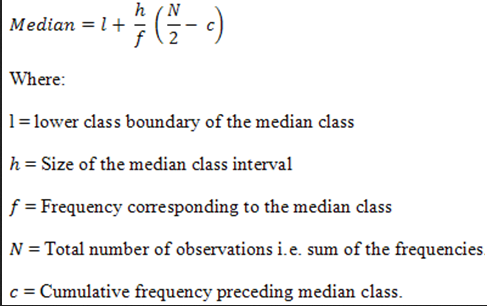 Median = l + h/f (N/2 − c)
Where:
l = lower class boundary of the median class
h = Size of the median class interval
f = Frequency corresponding to the median class
N = Total number of observations i.e. sum of the frequencies
c = Cumulative frequency preceding median class.